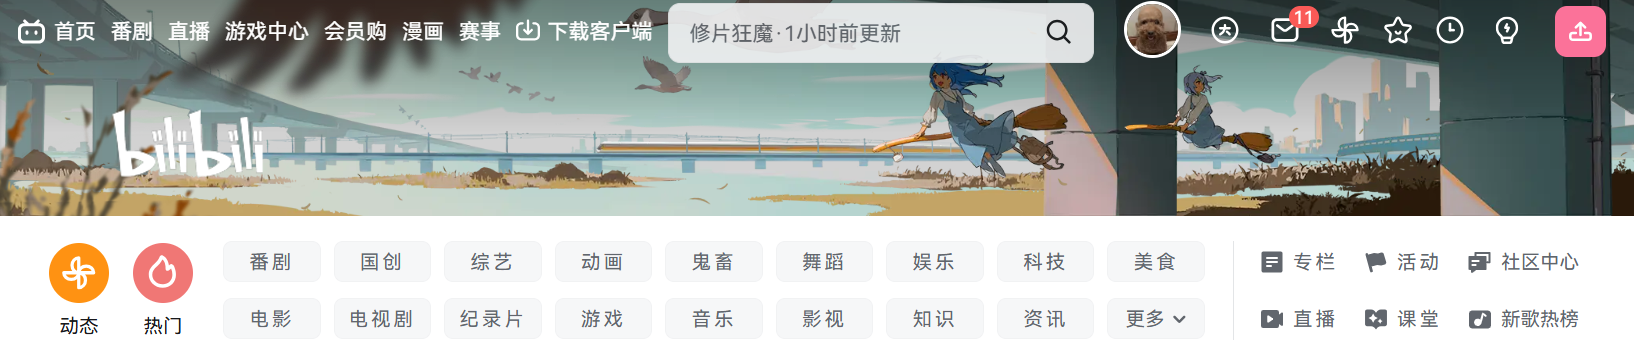 首页 番剧 直播 游戏中心 会员购 漫画 赛事 下载客户端 修片狂魔·1小时前更新 大 11
bilibili
番剧 国创 综艺 动画 鬼畜 舞蹈 娱乐 科技 美食 专栏 活动 社区中心
动态 热门 电影 电视剧 纪录片 游戏 音乐 影视 知识 资讯 更多 直播 课堂 新歌热榜